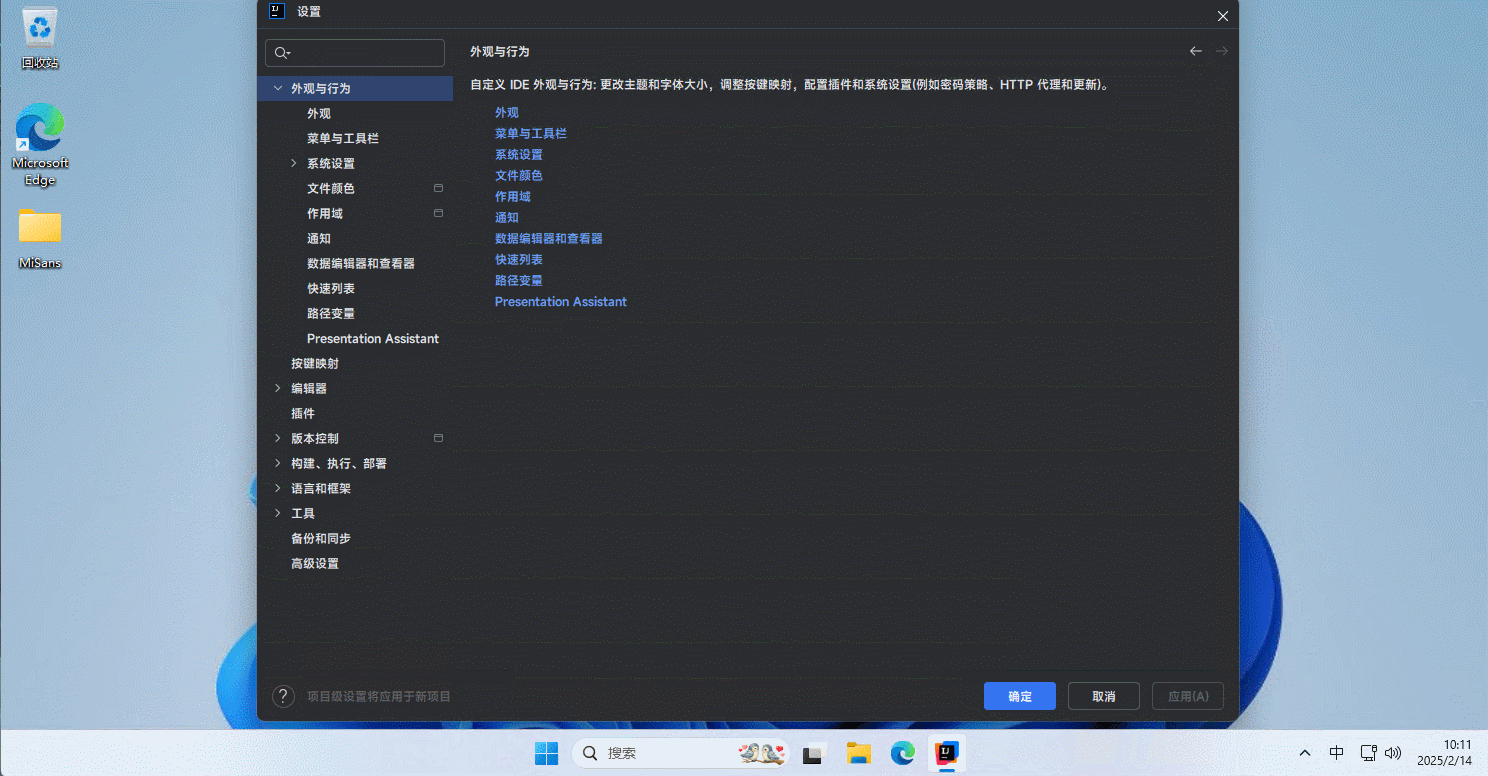 回收站
Microsoft
Edge
MiSans
设置
外观与行为
外观
菜单与工具栏
系统设置
文件颜色
作用域
通知
数据编辑器和查看器
快速列表
路径变量
Presentation Assistant
按键映射
编辑器
插件
版本控制
构建、执行、部署
语言和框架
工具
备份和同步
高级设置
外观与行为
自定义 IDE 外观与行为: 更改主题和字体大小，调整按键映射，配置插件和系统设置(例如密码策略、HTTP 代理和更新)。
外观
菜单与工具栏
系统设置
文件颜色
作用域
通知
数据编辑器和查看器
快速列表
路径变量
Presentation Assistant
? 项目级设置将应用于新项目
确定
取消
应用(A)
搜索
中
10:11
2025/2/14